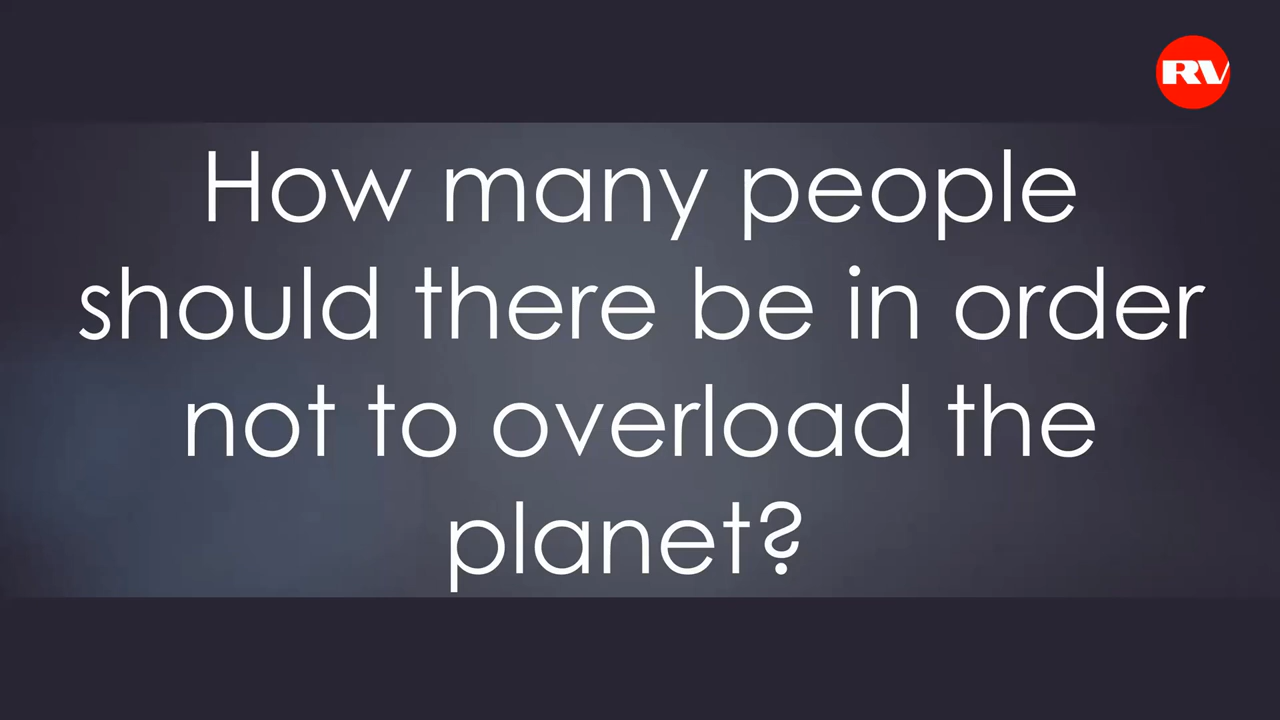 RV
How many people
should there be in order
not to overload the
planet?